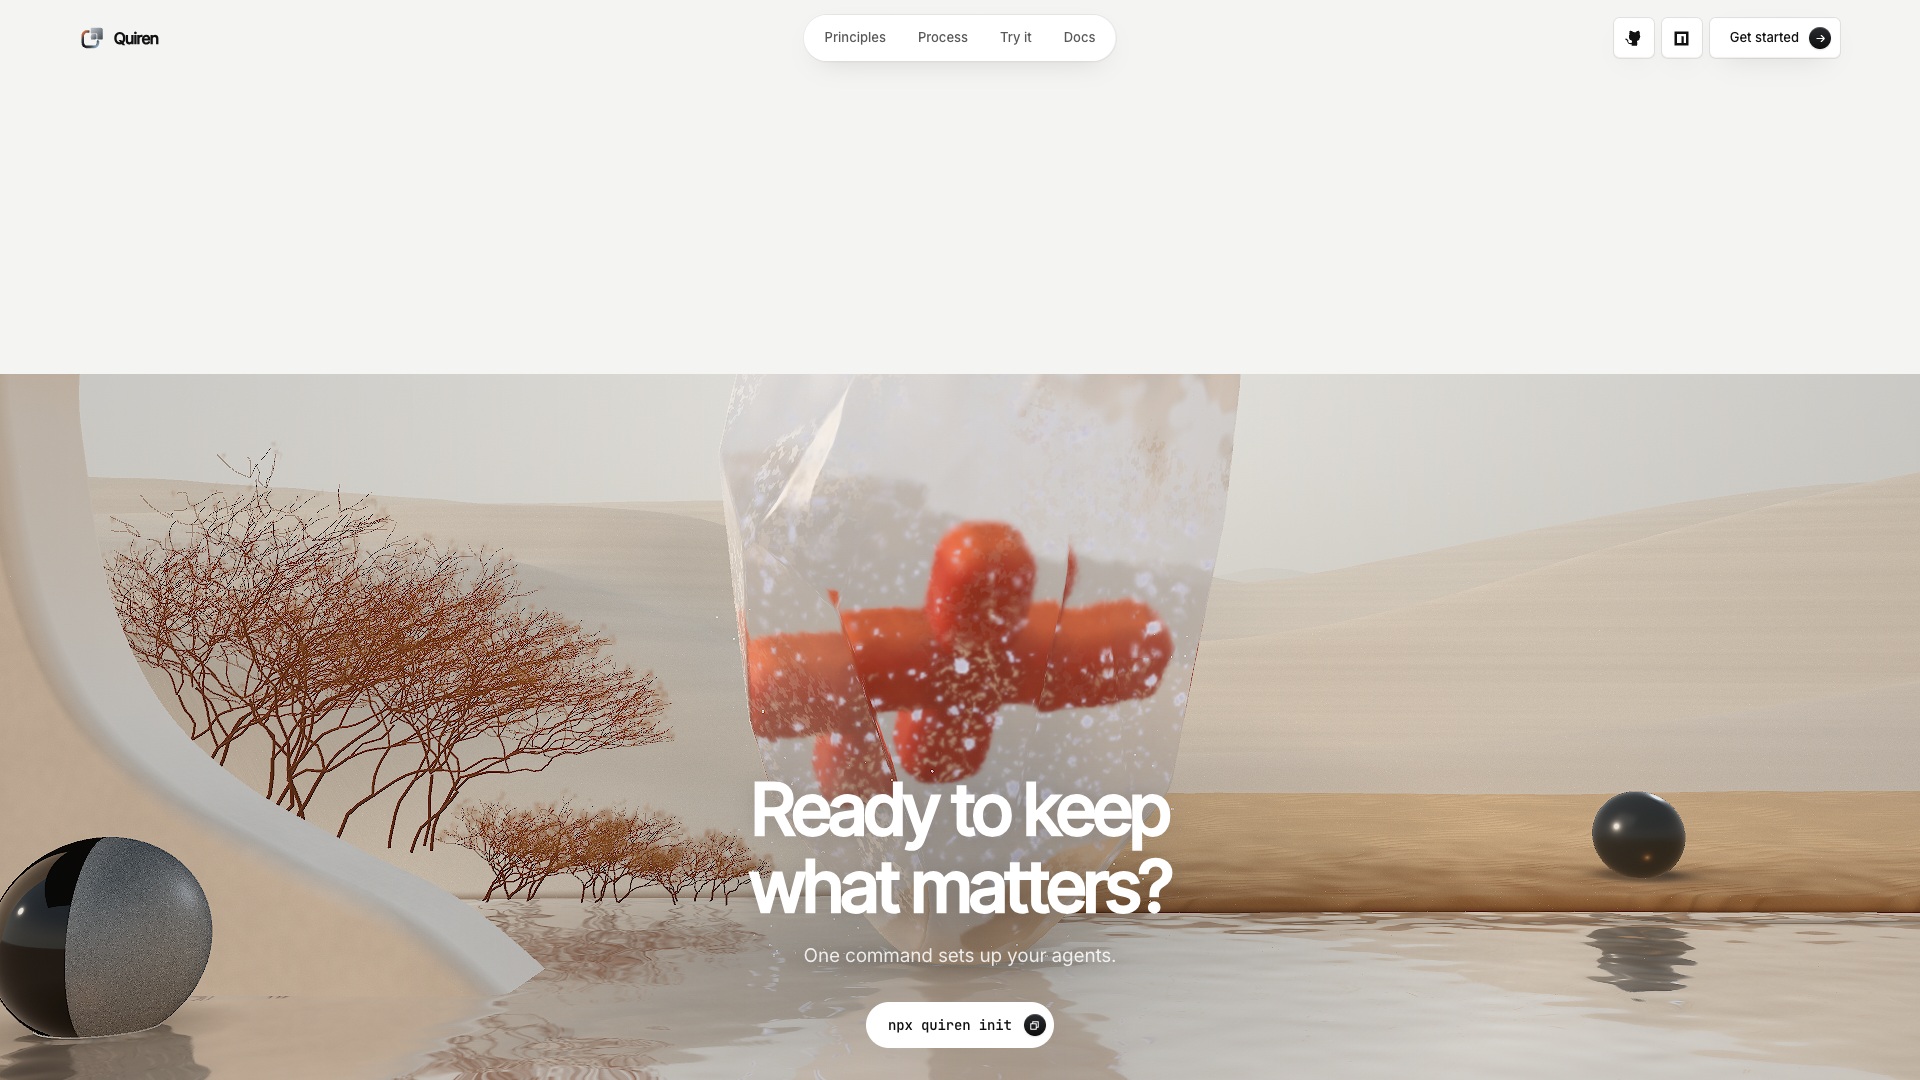 Quiren
Principles
Process
Try it
Docs
Get started
Ready to keep
what matters?
One command sets up your agents.
npx quiren init